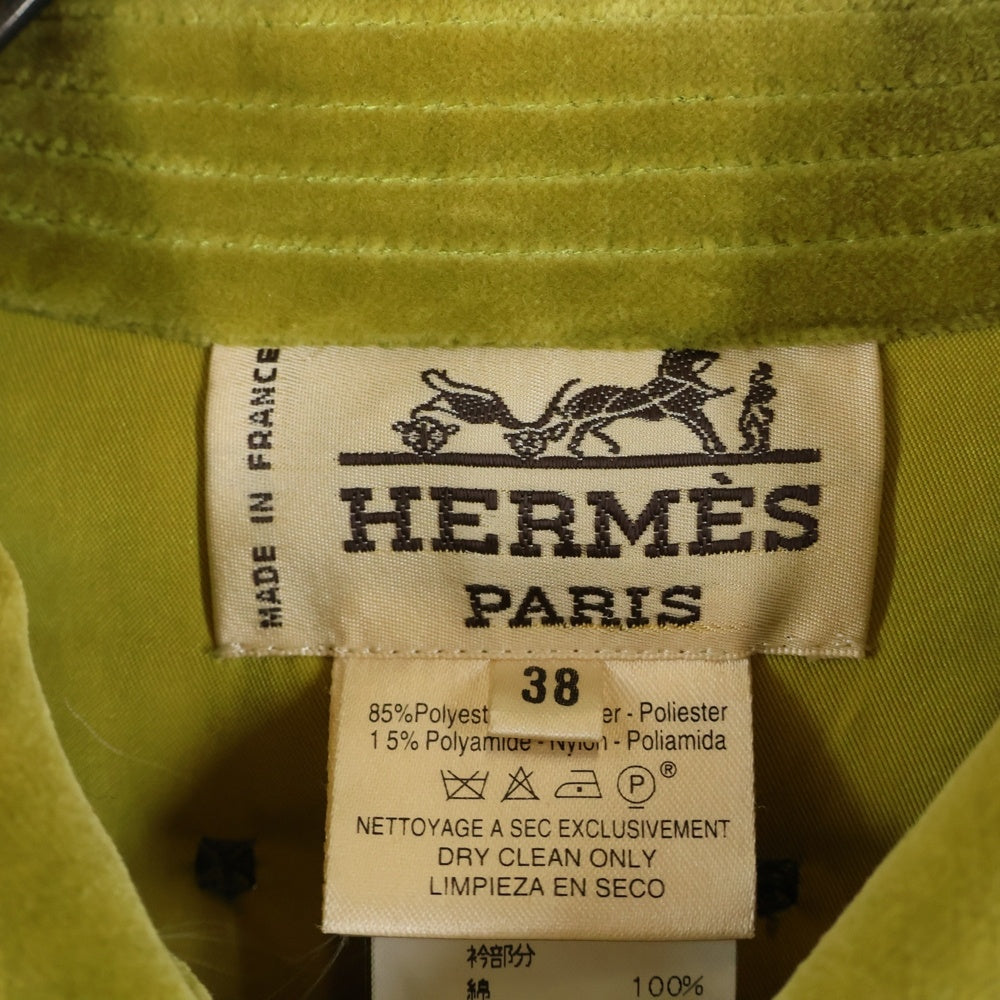 MADE IN FRANCE
HERMÈS
PARIS
38
85%Polyest er - Poliester
15% Polyamide - Nylon - Poliamida
®
P
NETTOYAGE A SEC EXCLUSIVEMENT
DRY CLEAN ONLY
LIMPIEZA EN SECO
衿部分
綿 100%